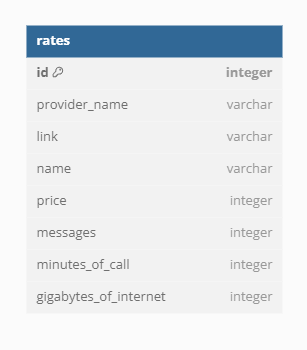 rates
id integer
provider_name varchar
link varchar
name varchar
price integer
messages integer
minutes_of_call integer
gigabytes_of_internet integer